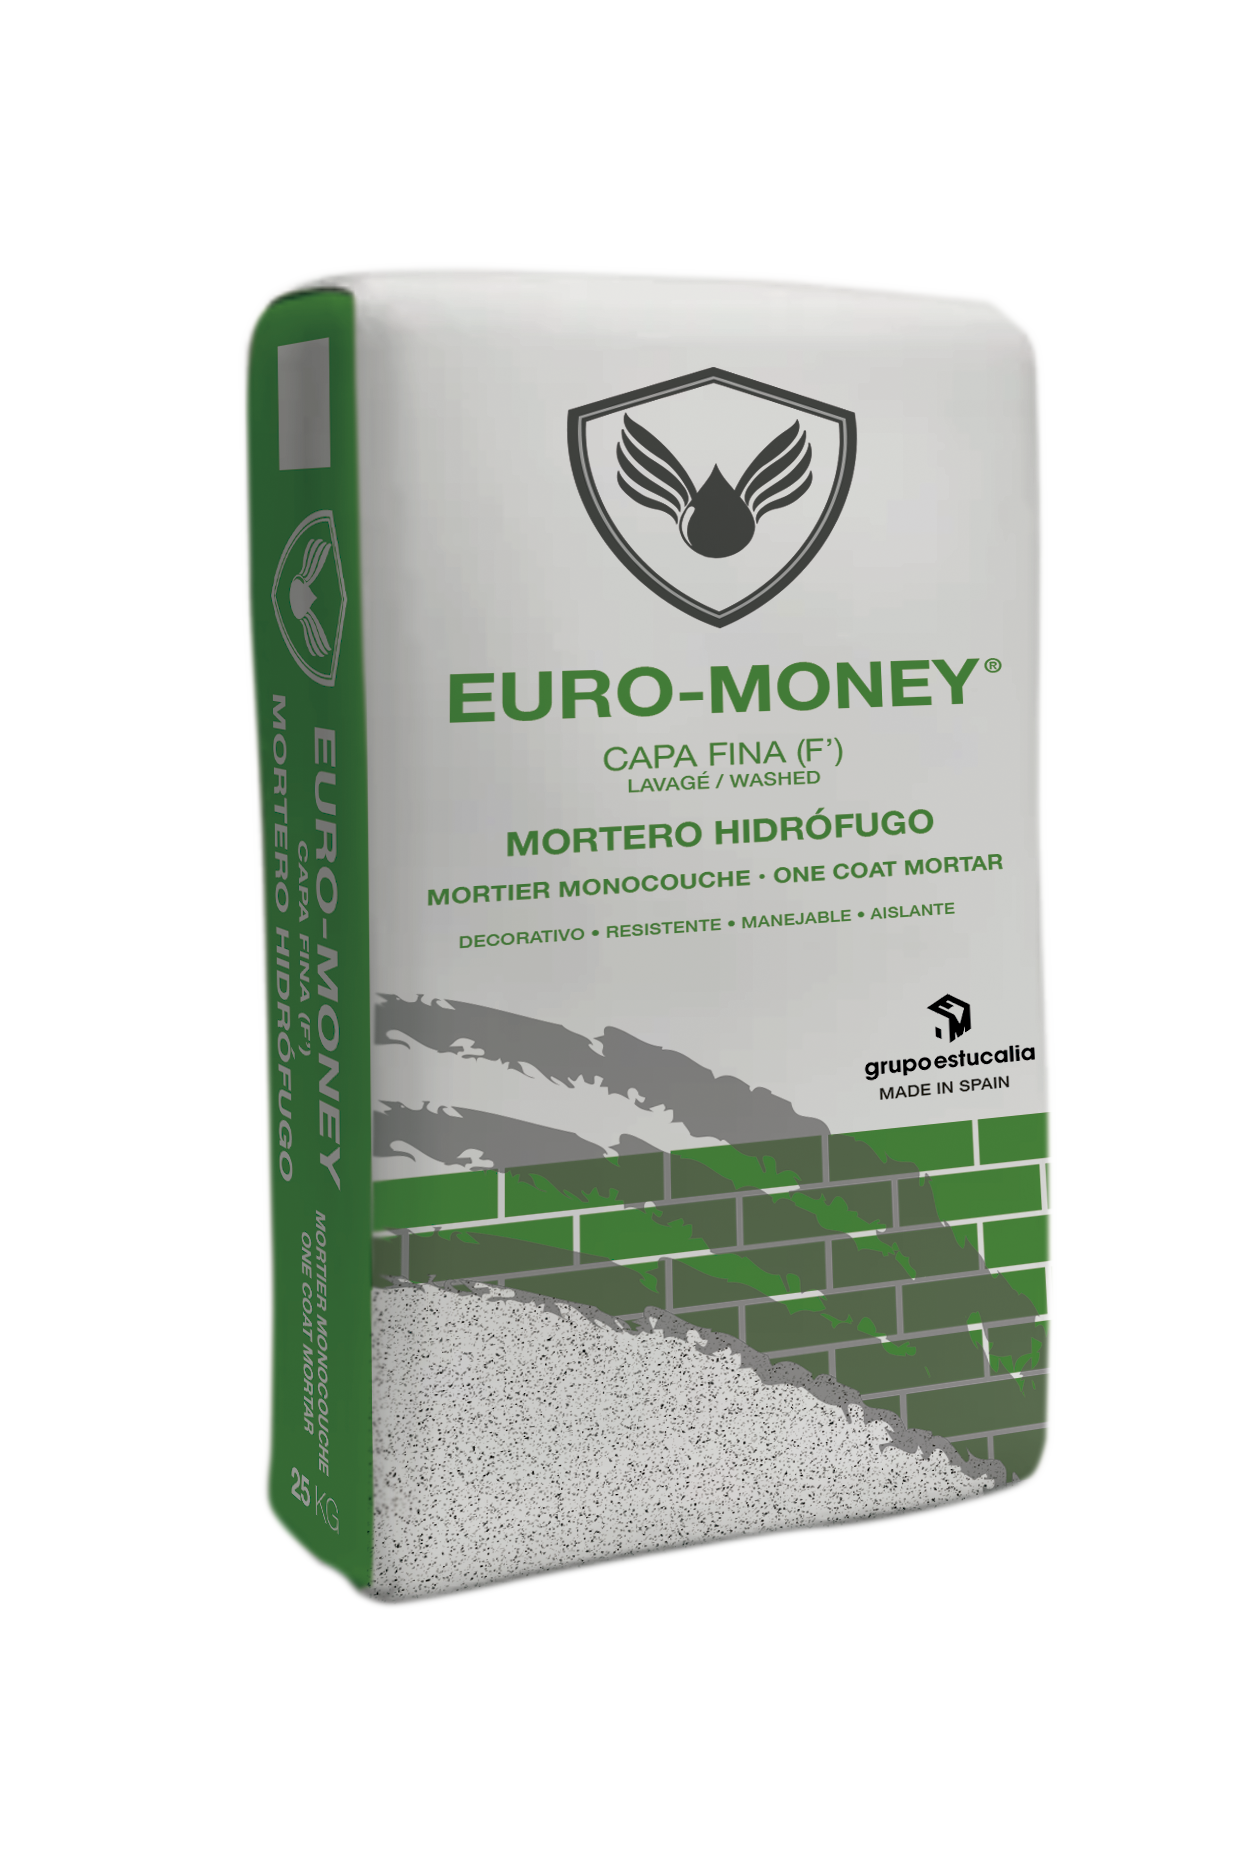 EURO-MONEY®
CAPA FINA (F’)
LAVAGÉ / WASHED
MORTERO HIDRÓFUGO
MORTIER MONOCOUCHE • ONE COAT MORTAR
DECORATIVO • RESISTENTE • MANEJABLE • AISLANTE
grupoestucalia
MADE IN SPAIN
EURO-MONEY
CAPA FINA (F’)
MORTERO HIDRÓFUGO
MORTIER MONOCOUCHE
ONE COAT MORTAR
25 KG